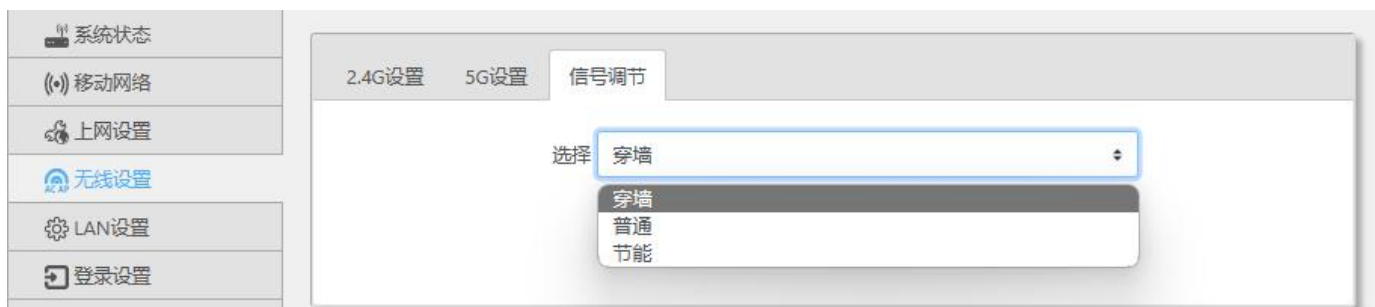 系统状态
移动网络
上网设置
AC AP 无线设置
LAN设置
登录设置
2.4G设置 5G设置 信号调节
选择 穿墙
穿墙
普通
节能